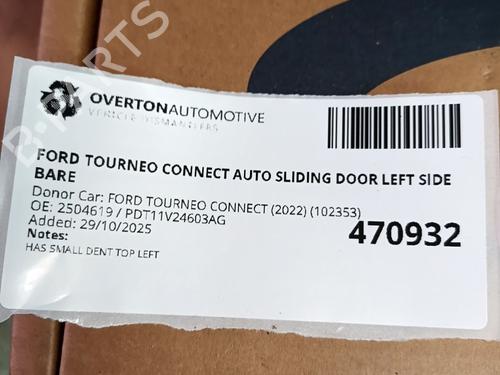 B-PARTS
OVERTONAUTOMOTIVE
VEHICLE DISMANTLERS
FORD TOURNEO CONNECT AUTO SLIDING DOOR LEFT SIDE
BARE
Donor Car: FORD TOURNEO CONNECT (2022) (102353)
OE: 2504619 / PDT11V24603AG
Added: 29/10/2025
470932
Notes:
HAS SMALL DENT TOP LEFT